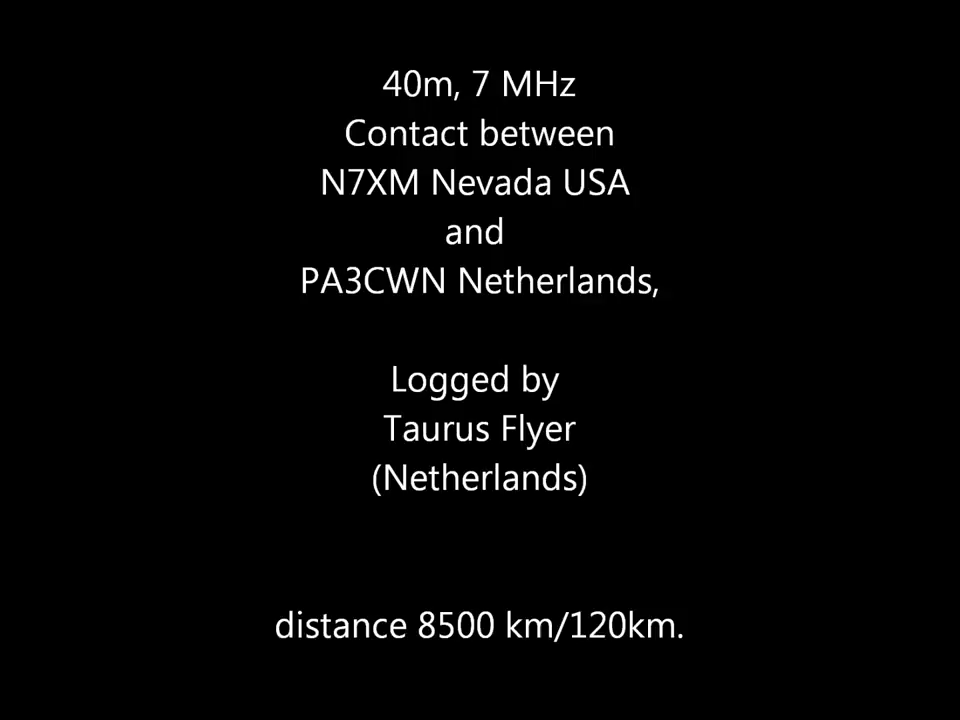 40m, 7 MHz
Contact between
N7XM Nevada USA
and
PA3CWN Netherlands,
Logged by
Taurus Flyer
(Netherlands)
distance 8500 km/120km.